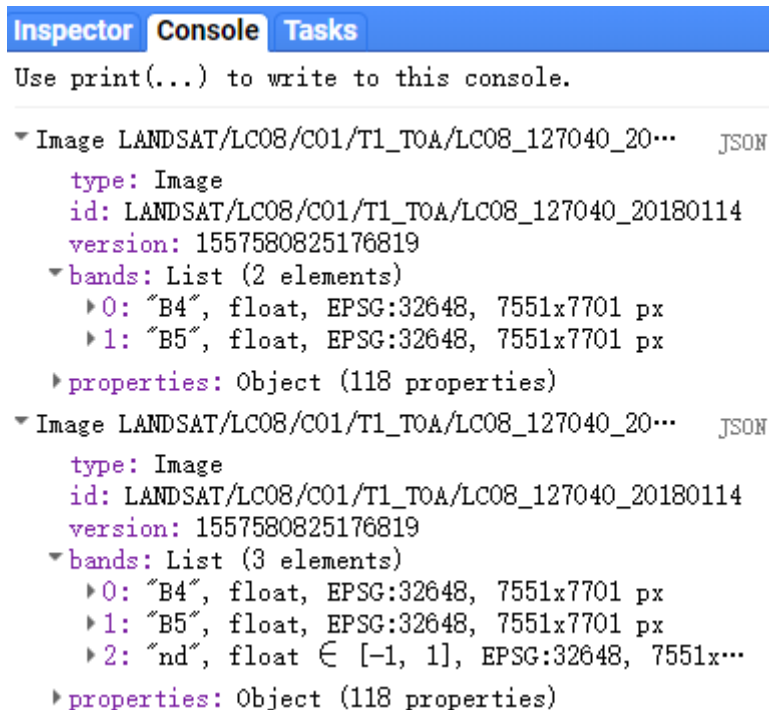 Inspector Console Tasks
Use print(...) to write to this console.
Image LANDSAT/LC08/C01/T1_TOA/LC08_127040_20… JSON
type: Image
id: LANDSAT/LC08/C01/T1_TOA/LC08_127040_20180114
version: 1557580825176819
bands: List (2 elements)
0: "B4", float, EPSG:32648, 7551x7701 px
1: "B5", float, EPSG:32648, 7551x7701 px
properties: Object (118 properties)
Image LANDSAT/LC08/C01/T1_TOA/LC08_127040_20… JSON
type: Image
id: LANDSAT/LC08/C01/T1_TOA/LC08_127040_20180114
version: 1557580825176819
bands: List (3 elements)
0: "B4", float, EPSG:32648, 7551x7701 px
1: "B5", float, EPSG:32648, 7551x7701 px
2: "nd", float ∈ [-1, 1], EPSG:32648, 7551x…
properties: Object (118 properties)